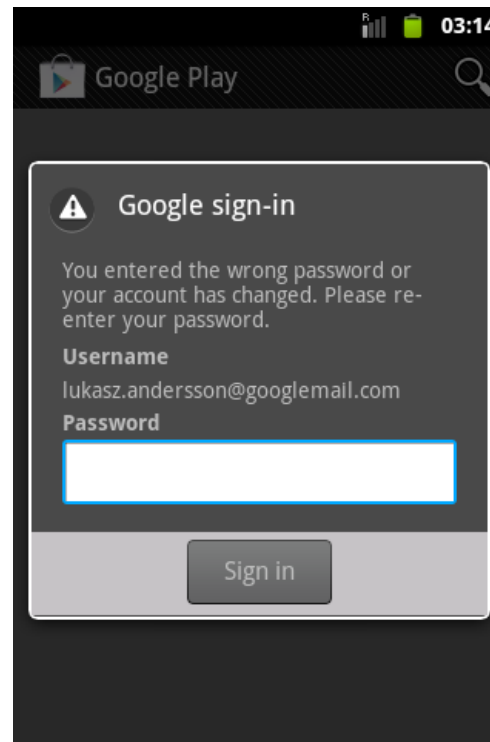 R
03:14
Google Play
Google sign-in
You entered the wrong password or
your account has changed. Please re-
enter your password.
Username
lukasz.andersson@googlemail.com
Password
Sign in